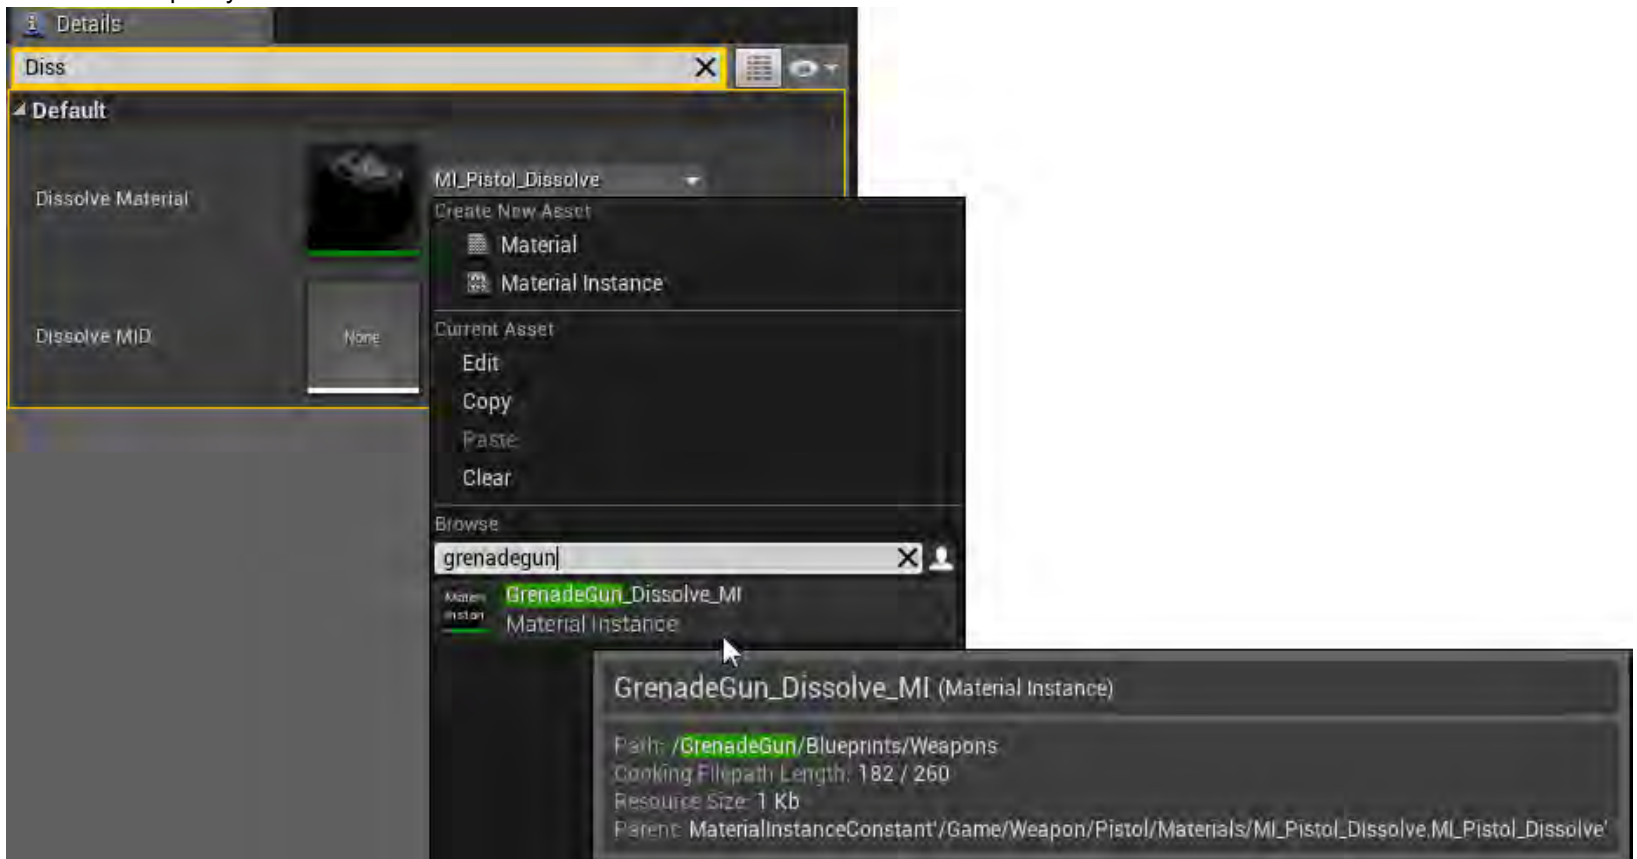 Details
Diss
Default
Dissolve Material
MI_Pistol_Dissolve
Create New Asset
Material
Material Instance
Dissolve MID
None
Current Asset
Edit
Copy
Paste
Clear
Browse
grenadegun
GrenadeGun_Dissolve_MI
Material Instance
GrenadeGun_Dissolve_MI (Material Instance)
Path: /GrenadeGun/Blueprints/Weapons
Cooking Filepath Length: 182 / 260
Resource Size: 1 Kb
Parent: MaterialInstanceConstant'/Game/Weapon/Pistol/Materials/MI_Pistol_Dissolve.MI_Pistol_Dissolve'